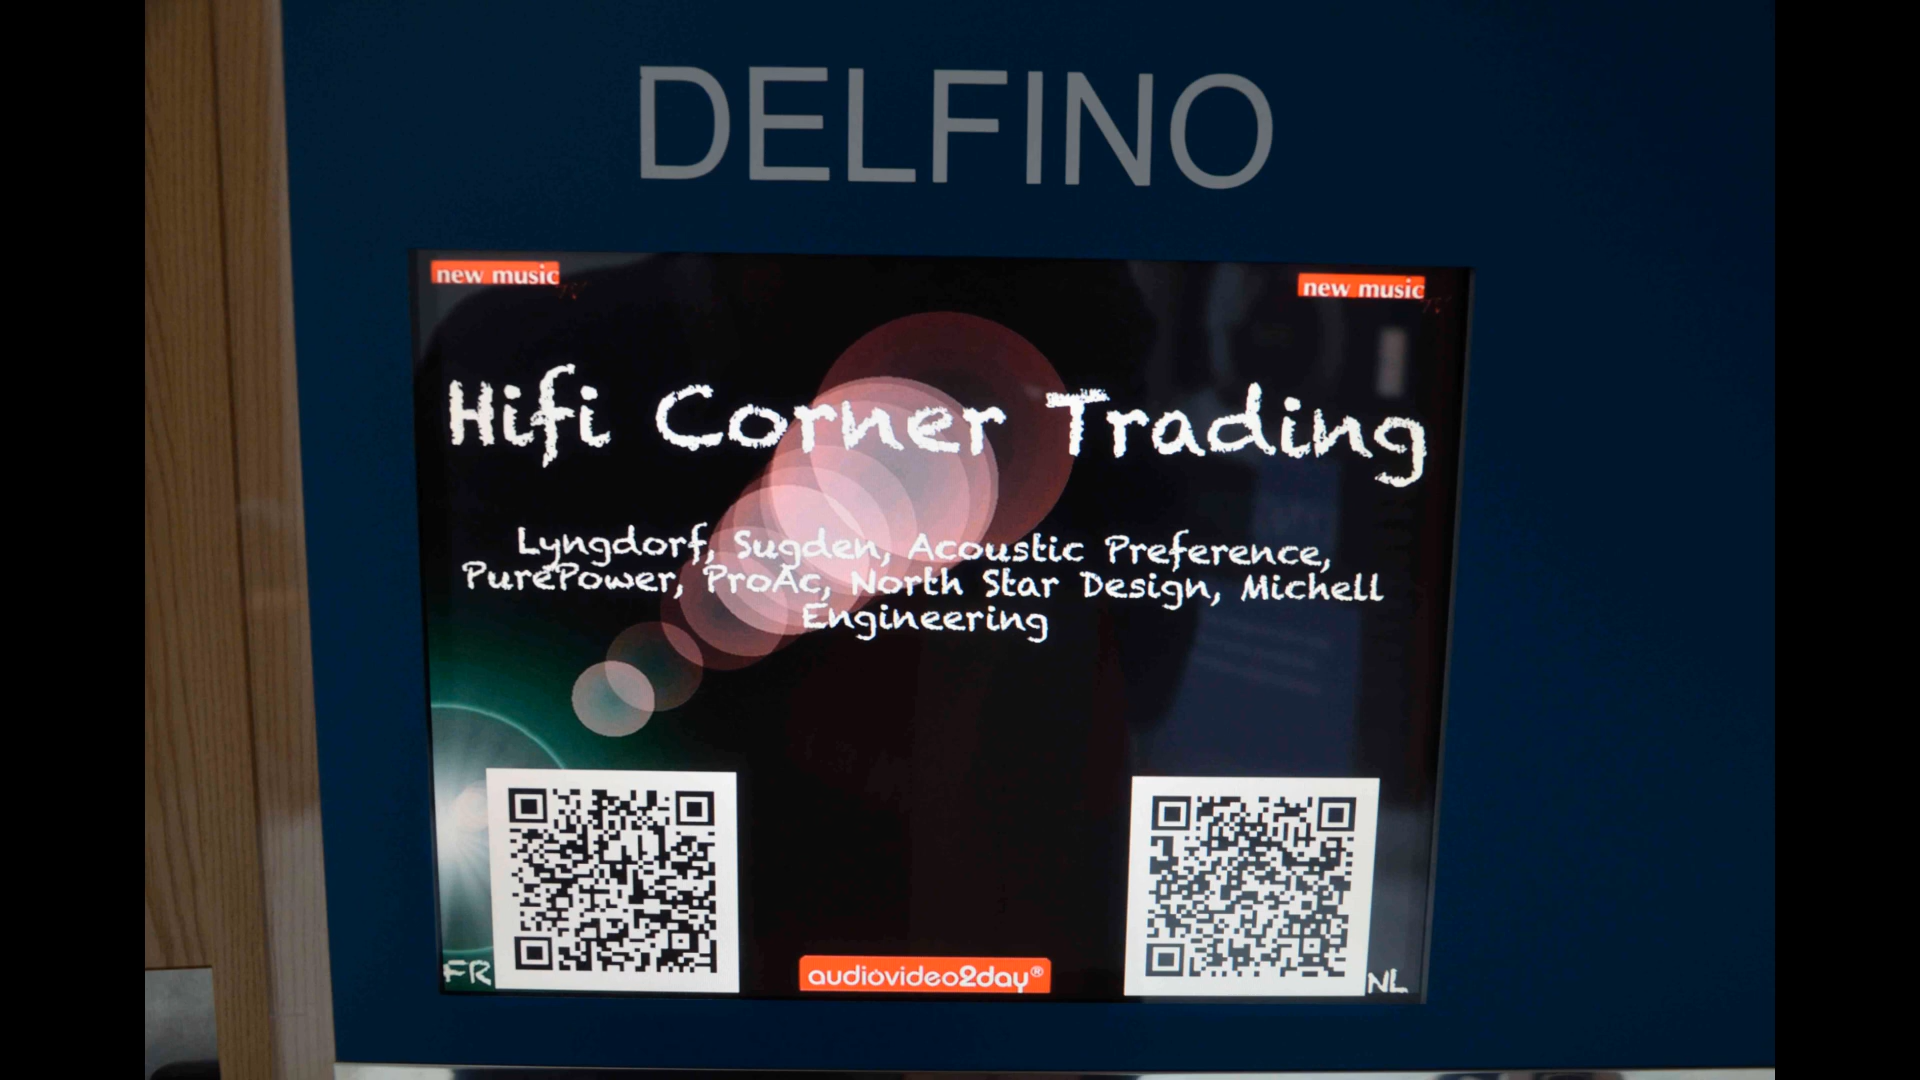 DELFINO
new music
new music
Hifi Corner Trading
Lyngdorf, Sugden, Acoustic Preference,
PurePower, ProAc, North Star Design, Michell
Engineering
FR
audiovideo2day®
NL